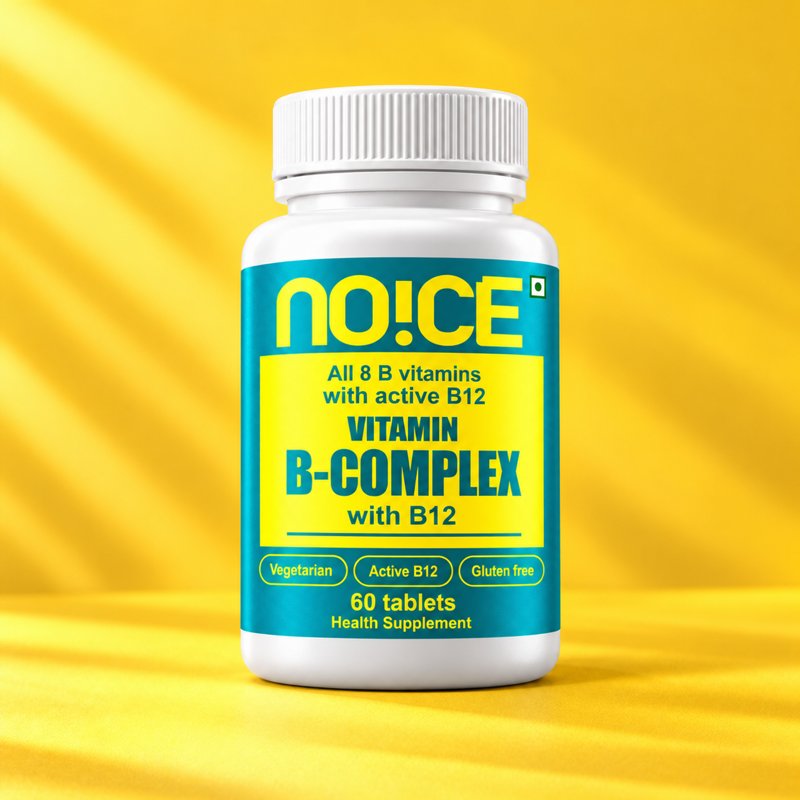 NO!CE
All 8 B vitamins
with active B12
VITAMIN
B-COMPLEX
with B12
Vegetarian Active B12 Gluten free
60 tablets
Health Supplement